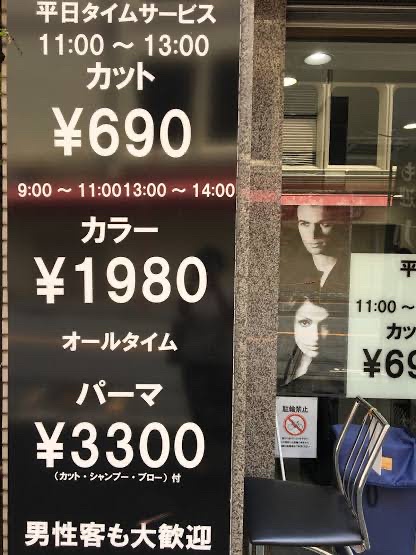 平日タイムサービス
11:00 ～ 13:00
カット
¥690
9:00 ～ 11:00 13:00 ～ 14:00
カラー
¥1980
オールタイム
パーマ
¥3300
（カット・シャンプー・ブロー）付
男性客も大歓迎
平
11:00 ～
カッ
¥69
駐輪禁止